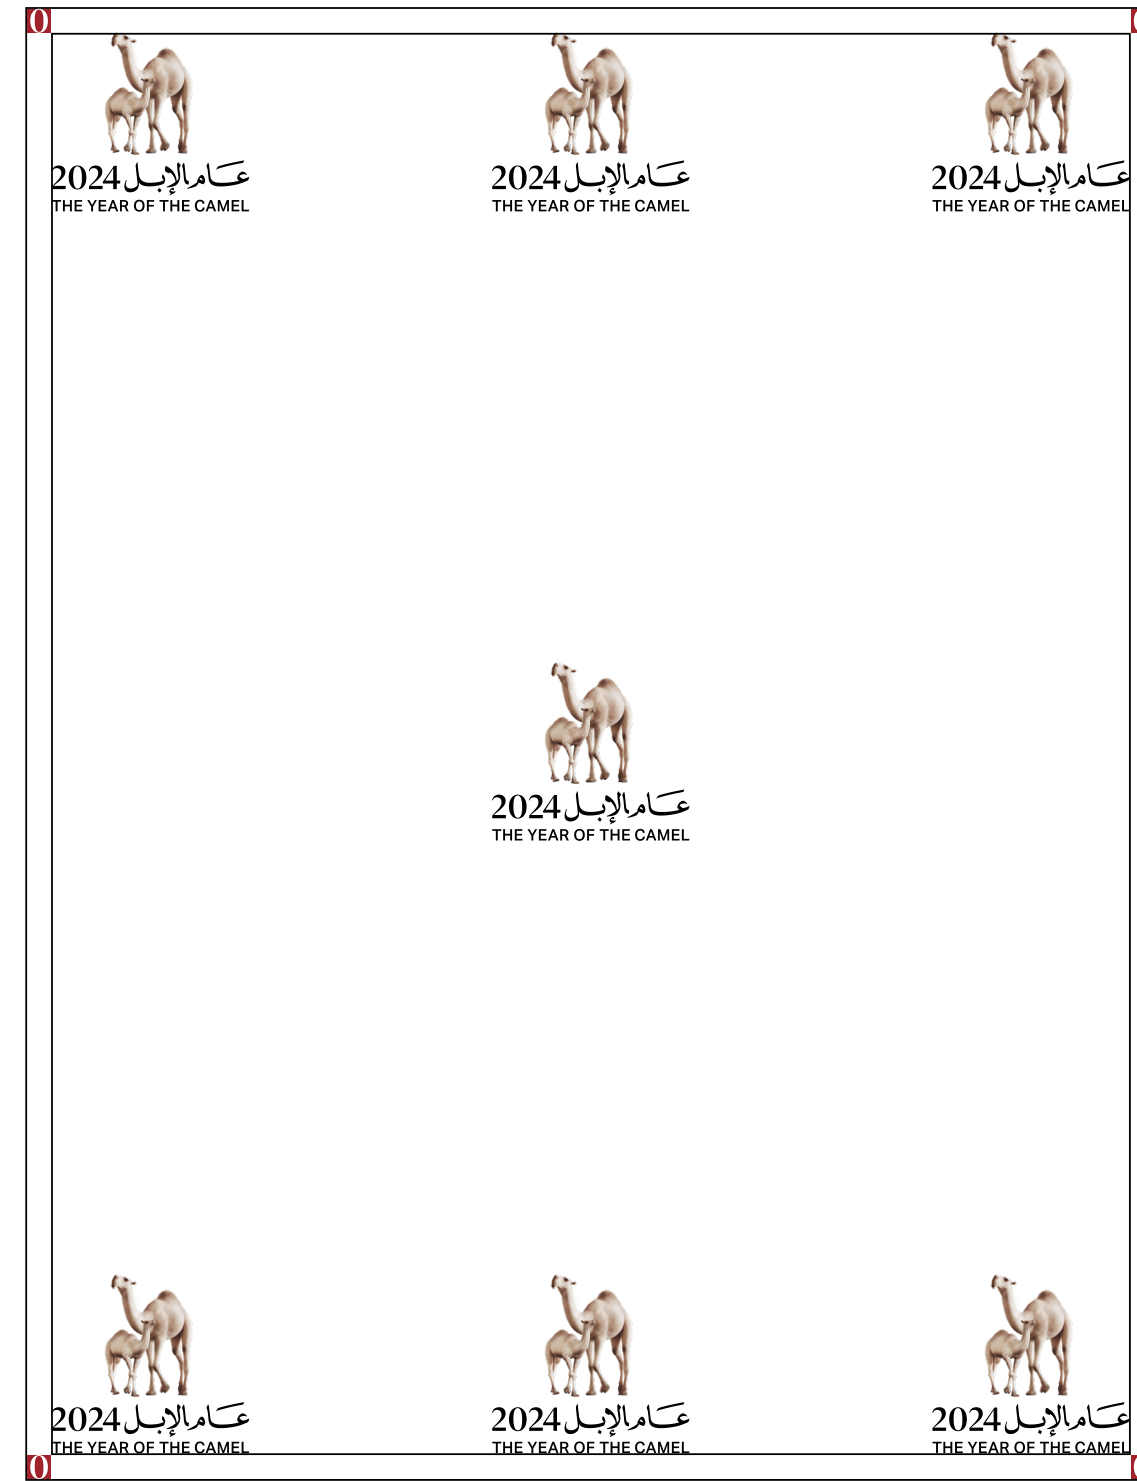 0
عام الإبل 2024 عام الإبل 2024 عام الإبل 2024
THE YEAR OF THE CAMEL THE YEAR OF THE CAMEL THE YEAR OF THE CAMEL
عام الإبل 2024
THE YEAR OF THE CAMEL
عام الإبل 2024 عام الإبل 2024 عام الإبل 2024
THE YEAR OF THE CAMEL THE YEAR OF THE CAMEL THE YEAR OF THE CAMEL
0